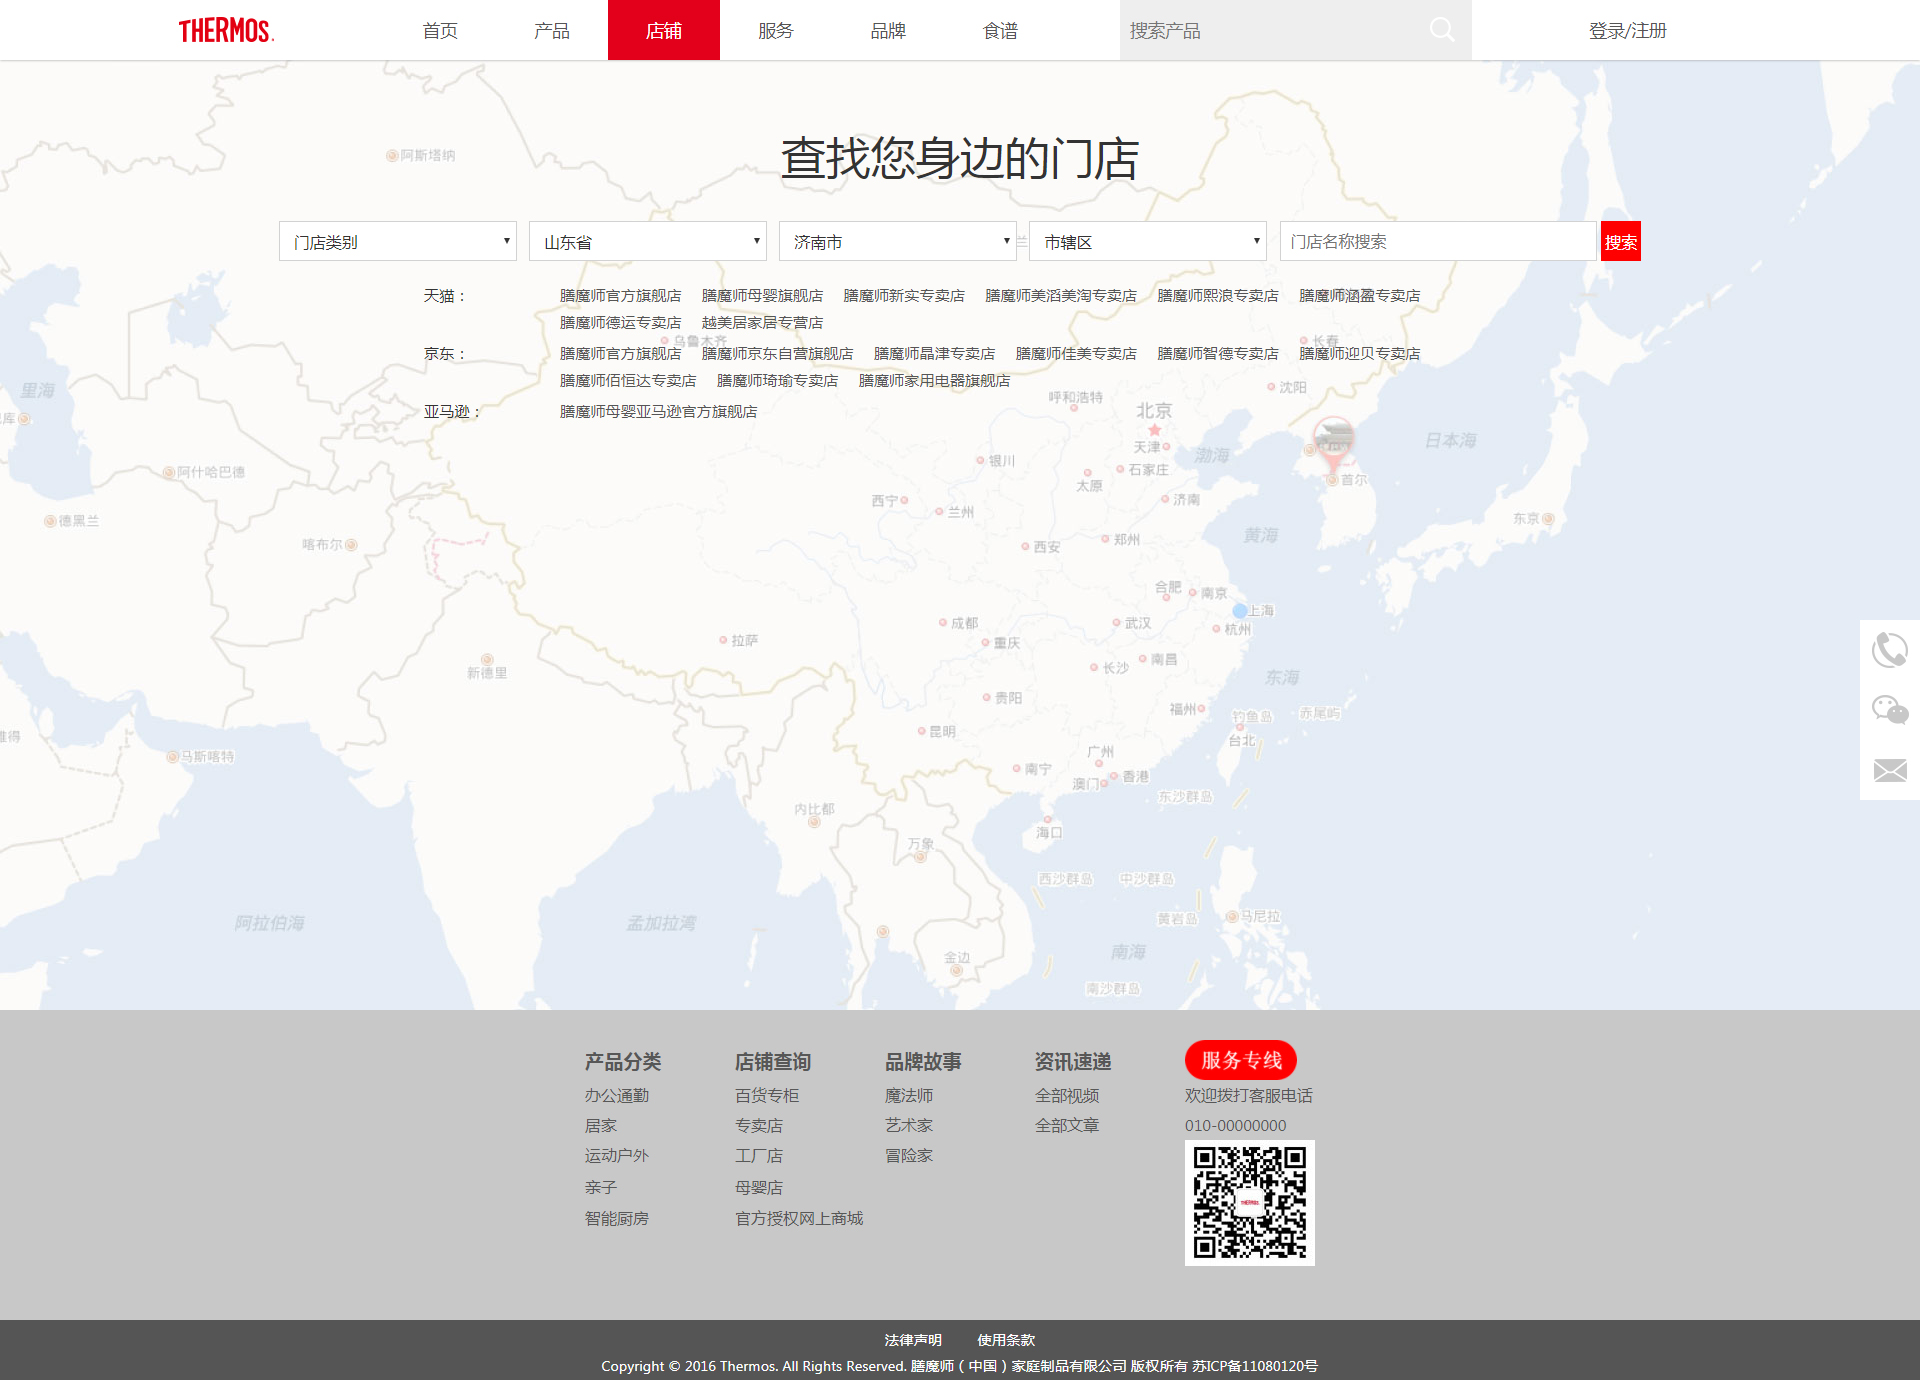 THERMOS.
首页 产品 店铺 服务 品牌 食谱 搜索产品 登录/注册
查找您身边的门店
门店类别 山东省 济南市 市辖区 门店名称搜索 搜索
天猫： 膳魔师官方旗舰店 膳魔师母婴旗舰店 膳魔师新实专卖店 膳魔师美滔美淘专卖店 膳魔师熙浪专卖店 膳魔师涵盈专卖店
膳魔师德运专卖店 越美居家居专营店
京东： 膳魔师官方旗舰店 膳魔师京东自营旗舰店 膳魔师晶津专卖店 膳魔师佳美专卖店 膳魔师智德专卖店 膳魔师迎贝专卖店
膳魔师佰恒达专卖店 膳魔师琦瑜专卖店 膳魔师家用电器旗舰店
亚马逊： 膳魔师母婴亚马逊官方旗舰店
阿斯塔纳
乌鲁木齐
长春
沈阳
里海
呼和浩特
北京
库
天津
日本海
渤海
银川
石家庄
阿什哈巴德
太原
首尔
西宁
济南
兰州
德黑兰
东京
黄海
喀布尔
郑州
西安
合肥
南京
上海
成都
武汉
杭州
拉萨
重庆
南昌
长沙
新德里
东海
贵阳
福州
钓鱼岛
赤尾屿
昆明
台北
广州
马斯喀特
南宁
香港
澳门
东沙群岛
内比都
海口
万象
西沙群岛
中沙群岛
黄岩岛
马尼拉
阿拉伯海
孟加拉湾
南海
金边
南沙群岛
产品分类 店铺查询 品牌故事 资讯速递 服务专线
办公通勤 百货专柜 魔法师 全部视频 欢迎拨打客服电话
居家 专卖店 艺术家 全部文章 010-00000000
运动户外 工厂店 冒险家
亲子 母婴店
智能厨房 官方授权网上商城
THERMOS
法律声明 使用条款
Copyright © 2016 Thermos. All Rights Reserved. 膳魔师（中国）家庭制品有限公司 版权所有 苏ICP备11080120号